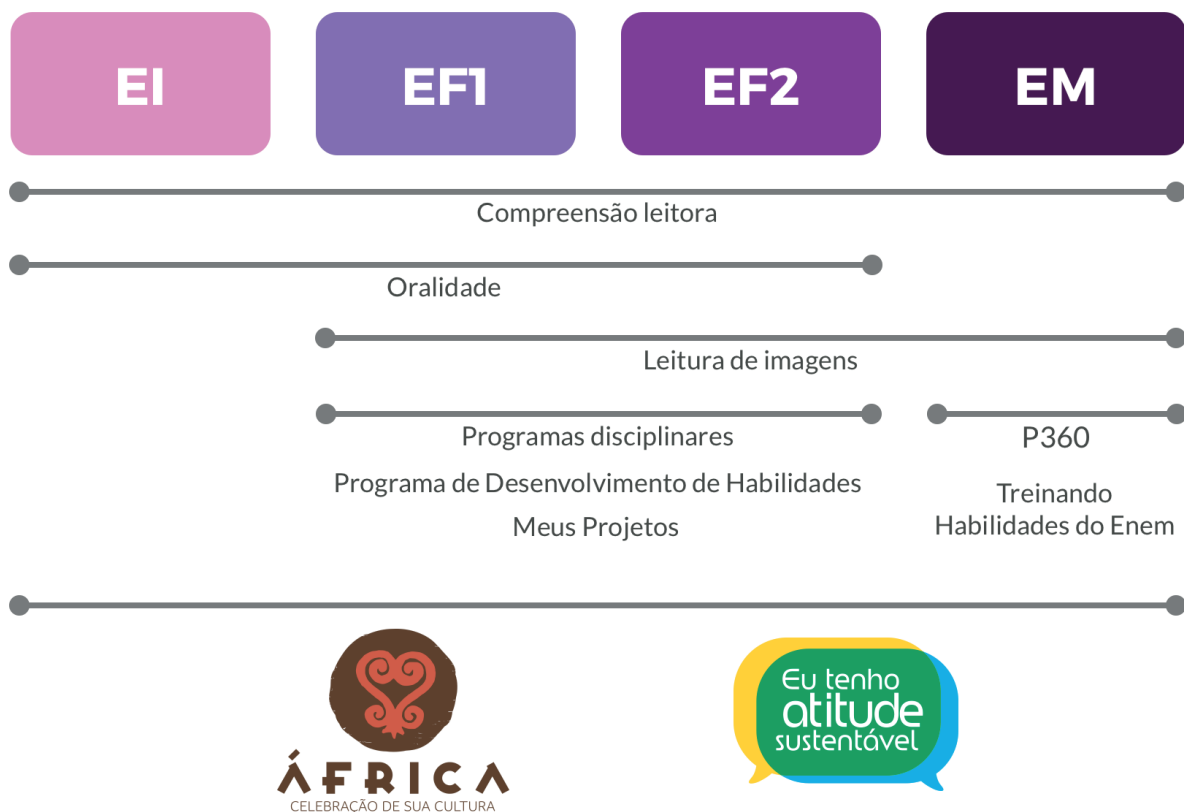 EI
EF1
EF2
EM
Compreensão leitora
Oralidade
Leitura de imagens
Programas disciplinares
Programa de Desenvolvimento de Habilidades
Meus Projetos
P360
Treinando
Habilidades do Enem
ÁFRICA
CELEBRAÇÃO DE SUA CULTURA
Eu tenho
atitude
sustentável